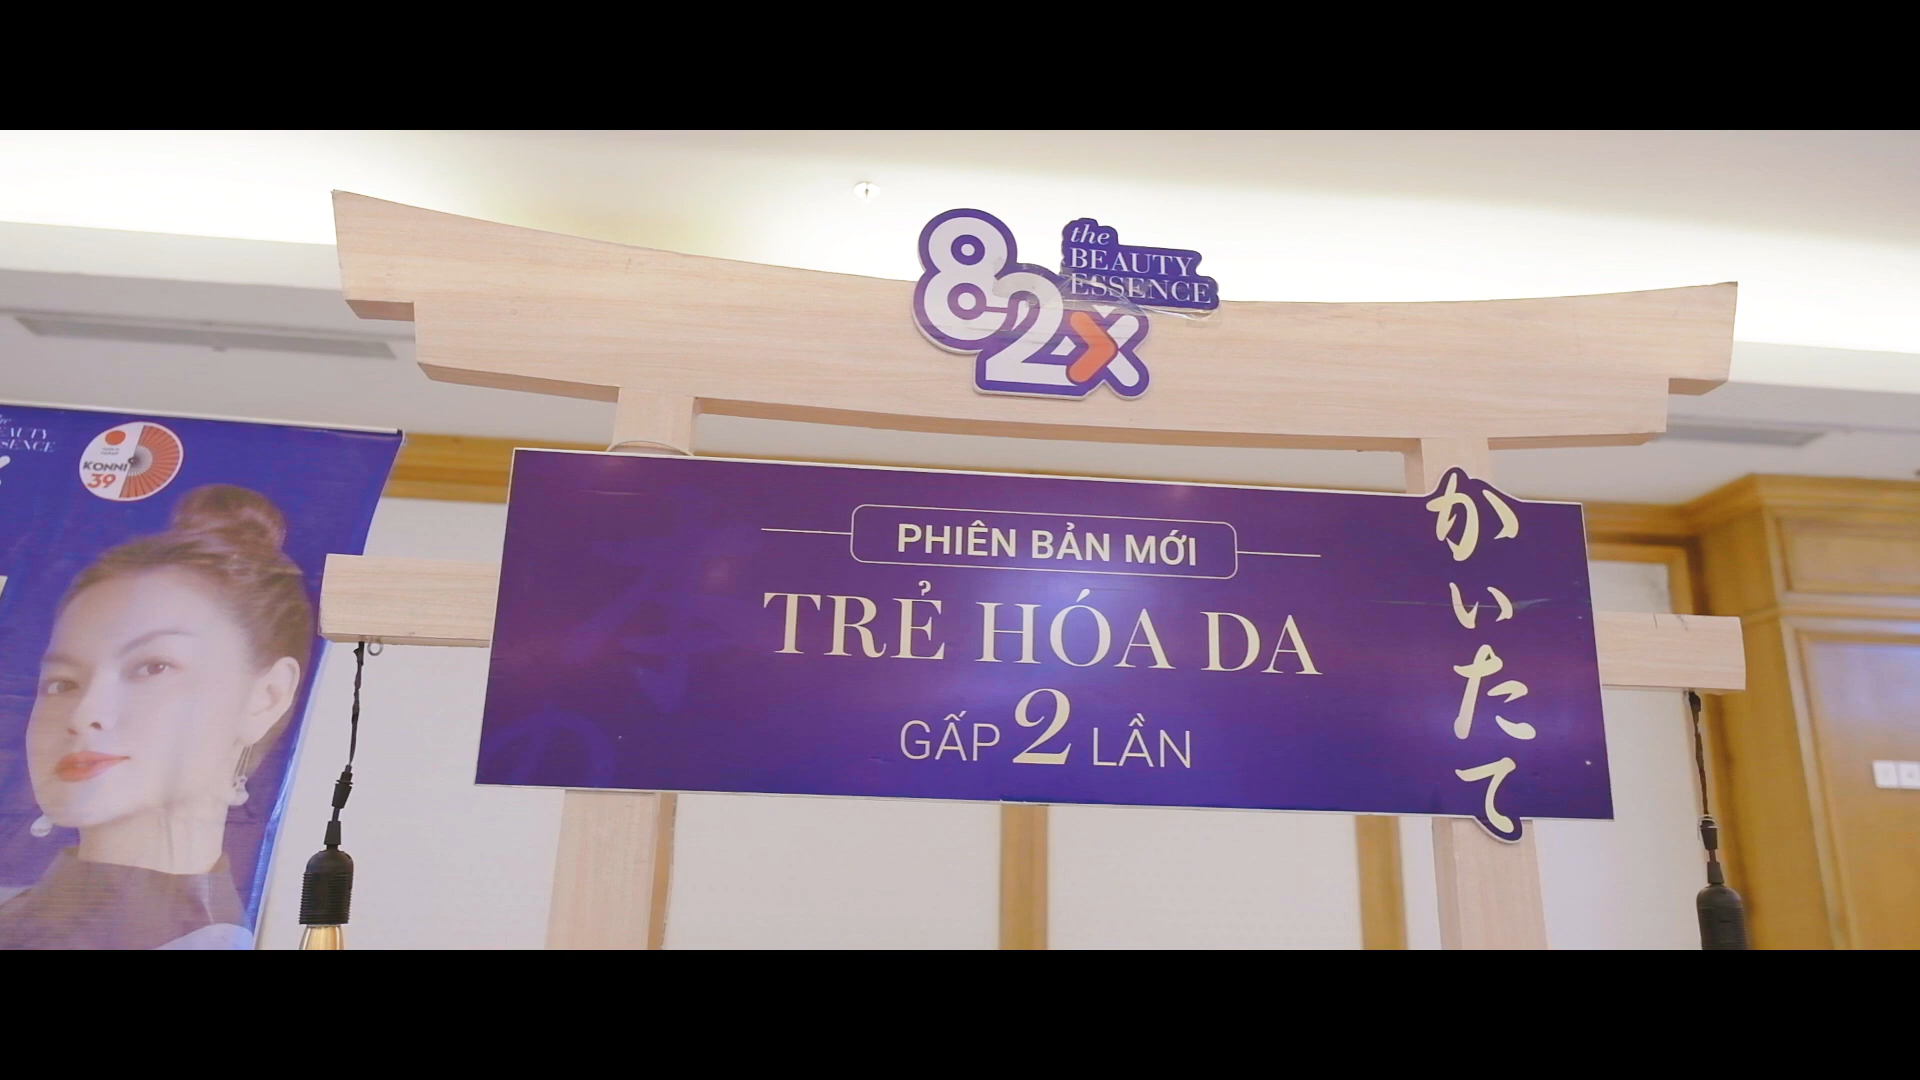 82x
the
BEAUTY
ESSENCE
KONNI
39
PHIÊN BẢN MỚI
TRẺ HÓA DA
GẤP 2 LẦN
かいたて